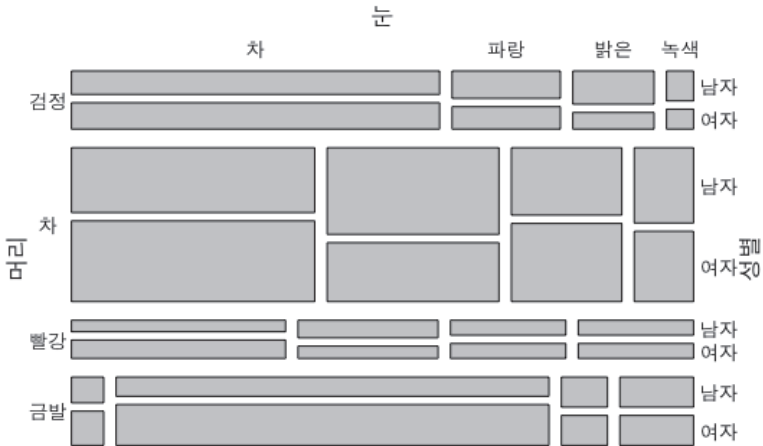 눈
차 파랑 밝은 녹색
검정 남자
여자
차 남자
여자
머리
성별
빨강 남자
여자
금발 남자
여자